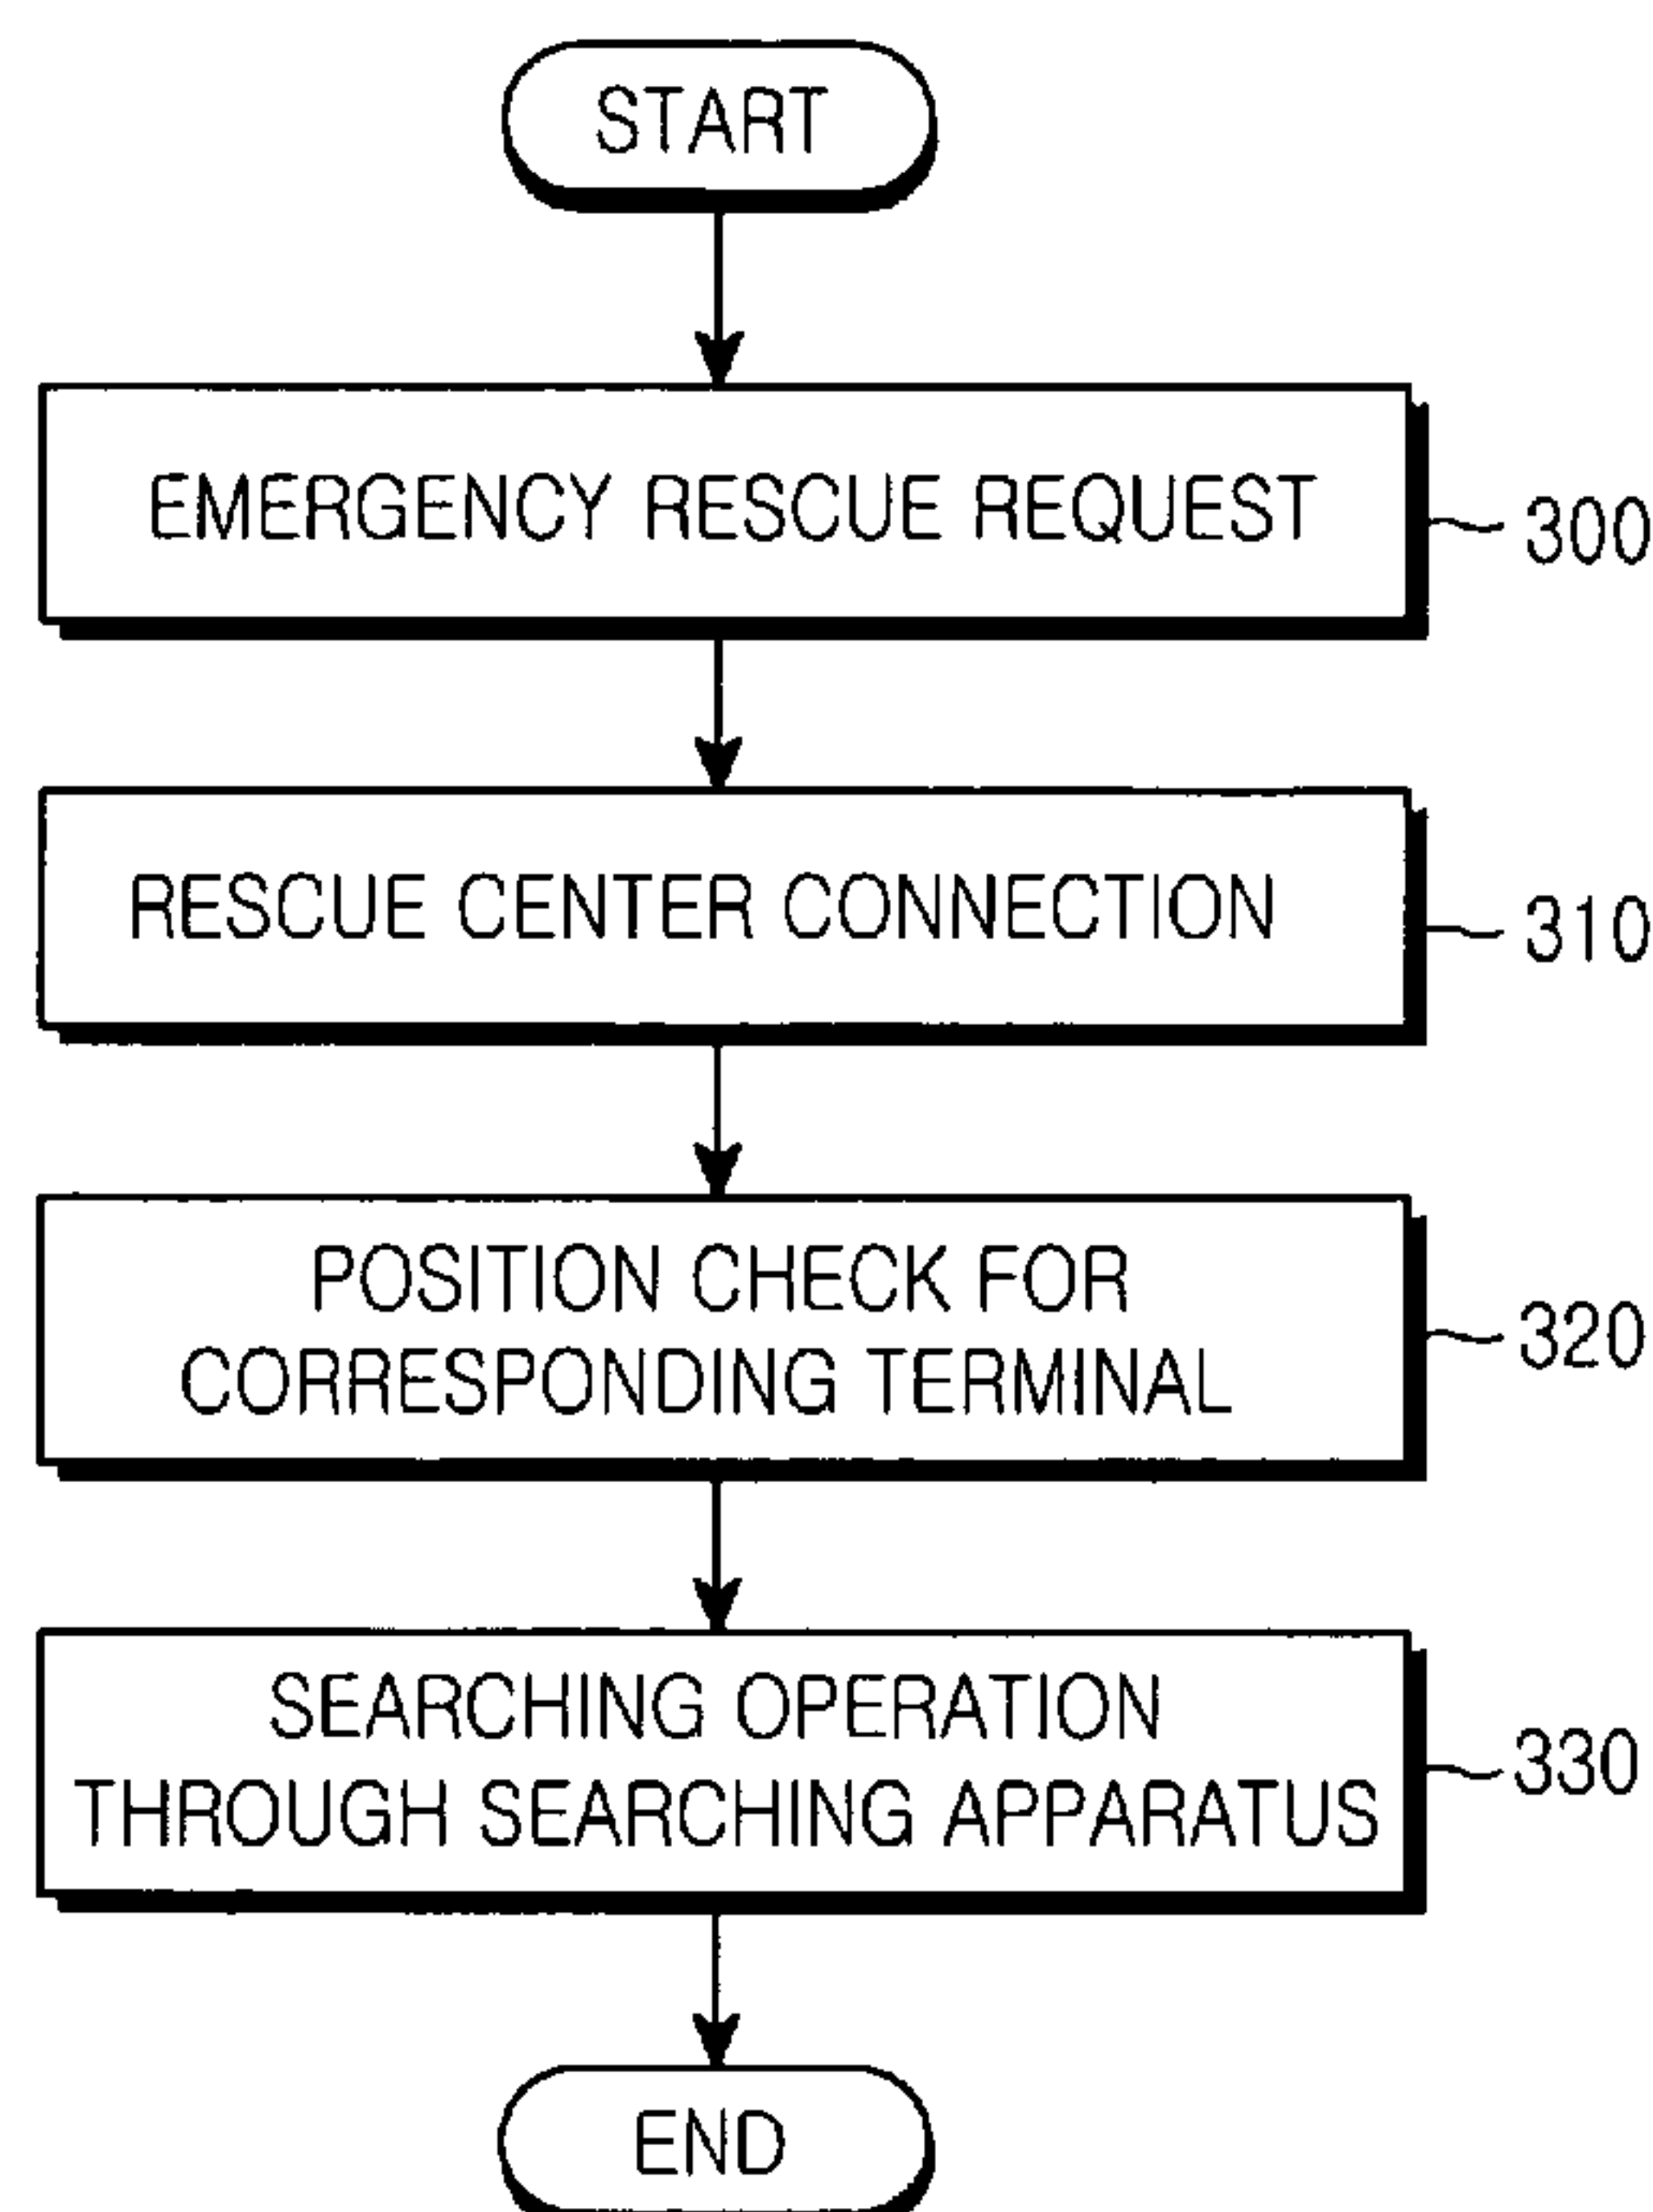 START
EMERGENCY RESCUE REQUEST
300
RESCUE CENTER CONNECTION
310
POSITION CHECK FOR
CORRESPONDING TERMINAL
320
SEARCHING OPERATION
THROUGH SEARCHING APPARATUS
330
END